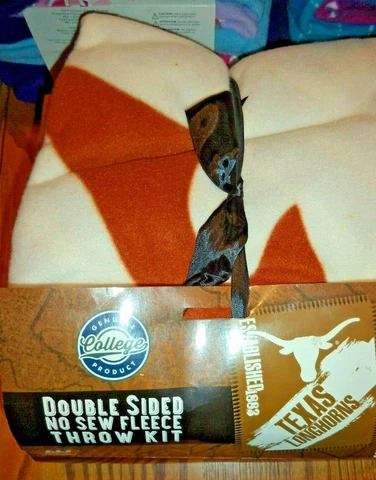 GENUINE
College
PRODUCT
DOUBLE SIDED
NO SEW FLEECE
THROW KIT
ESTABLISHED 1883
TEXAS
LONGHORNS